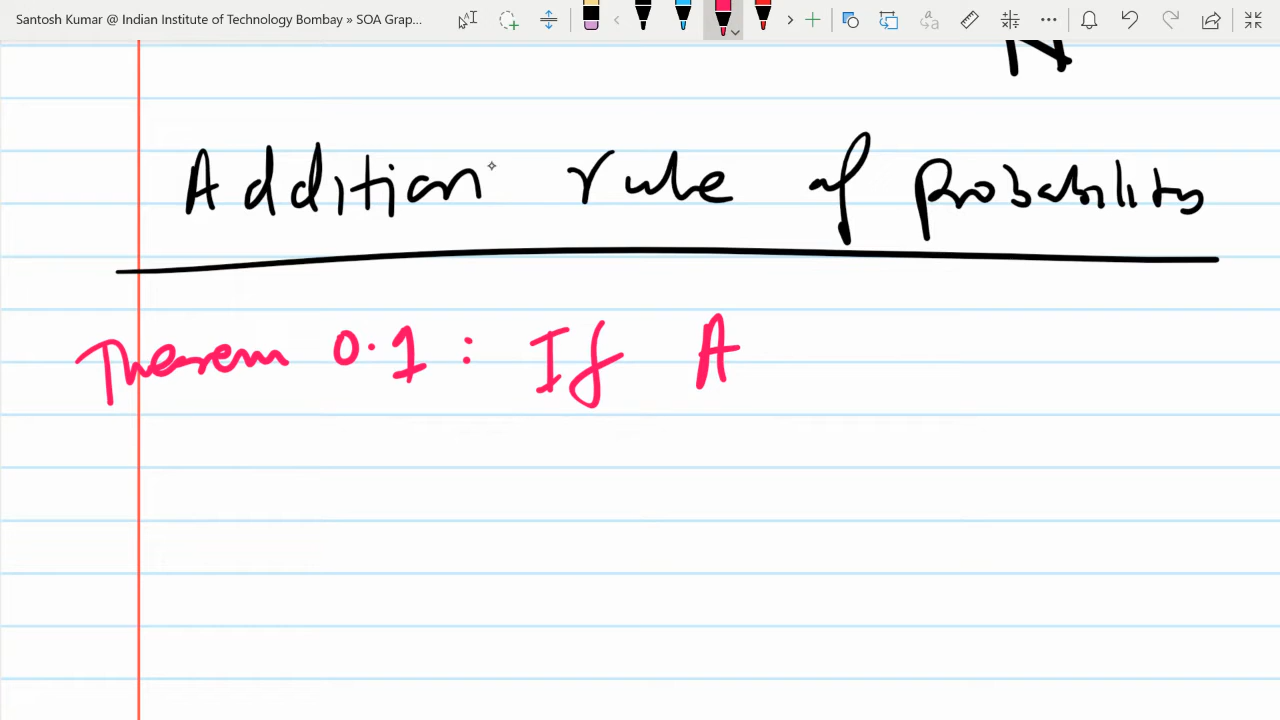 Santosh Kumar @ Indian Institute of Technology Bombay » SOA Grap...
N
Addition rule of probability
Theorem 0.1 : If A